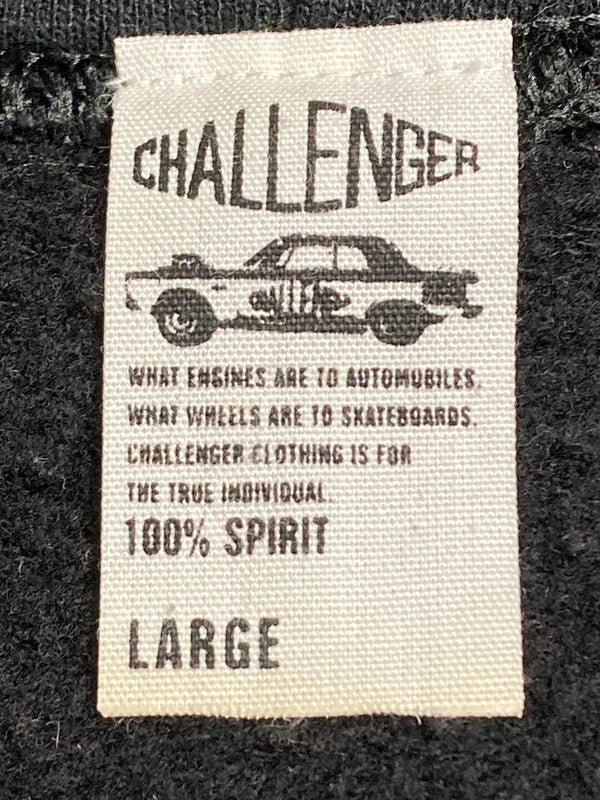 CHALLENGER
CHALLENGER
WHAT ENGINES ARE TO AUTOMOBILES.
WHAT WHEELS ARE TO SKATEBOARDS.
CHALLENGER CLOTHING IS FOR
THE TRUE INDIVIDUAL.
100% SPIRIT
LARGE